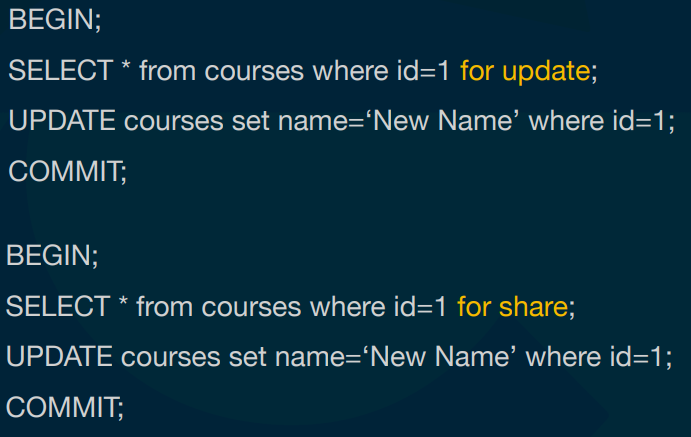 BEGIN;
SELECT * from courses where id=1 for update;
UPDATE courses set name=‘New Name’ where id=1;
COMMIT;
BEGIN;
SELECT * from courses where id=1 for share;
UPDATE courses set name=‘New Name’ where id=1;
COMMIT;